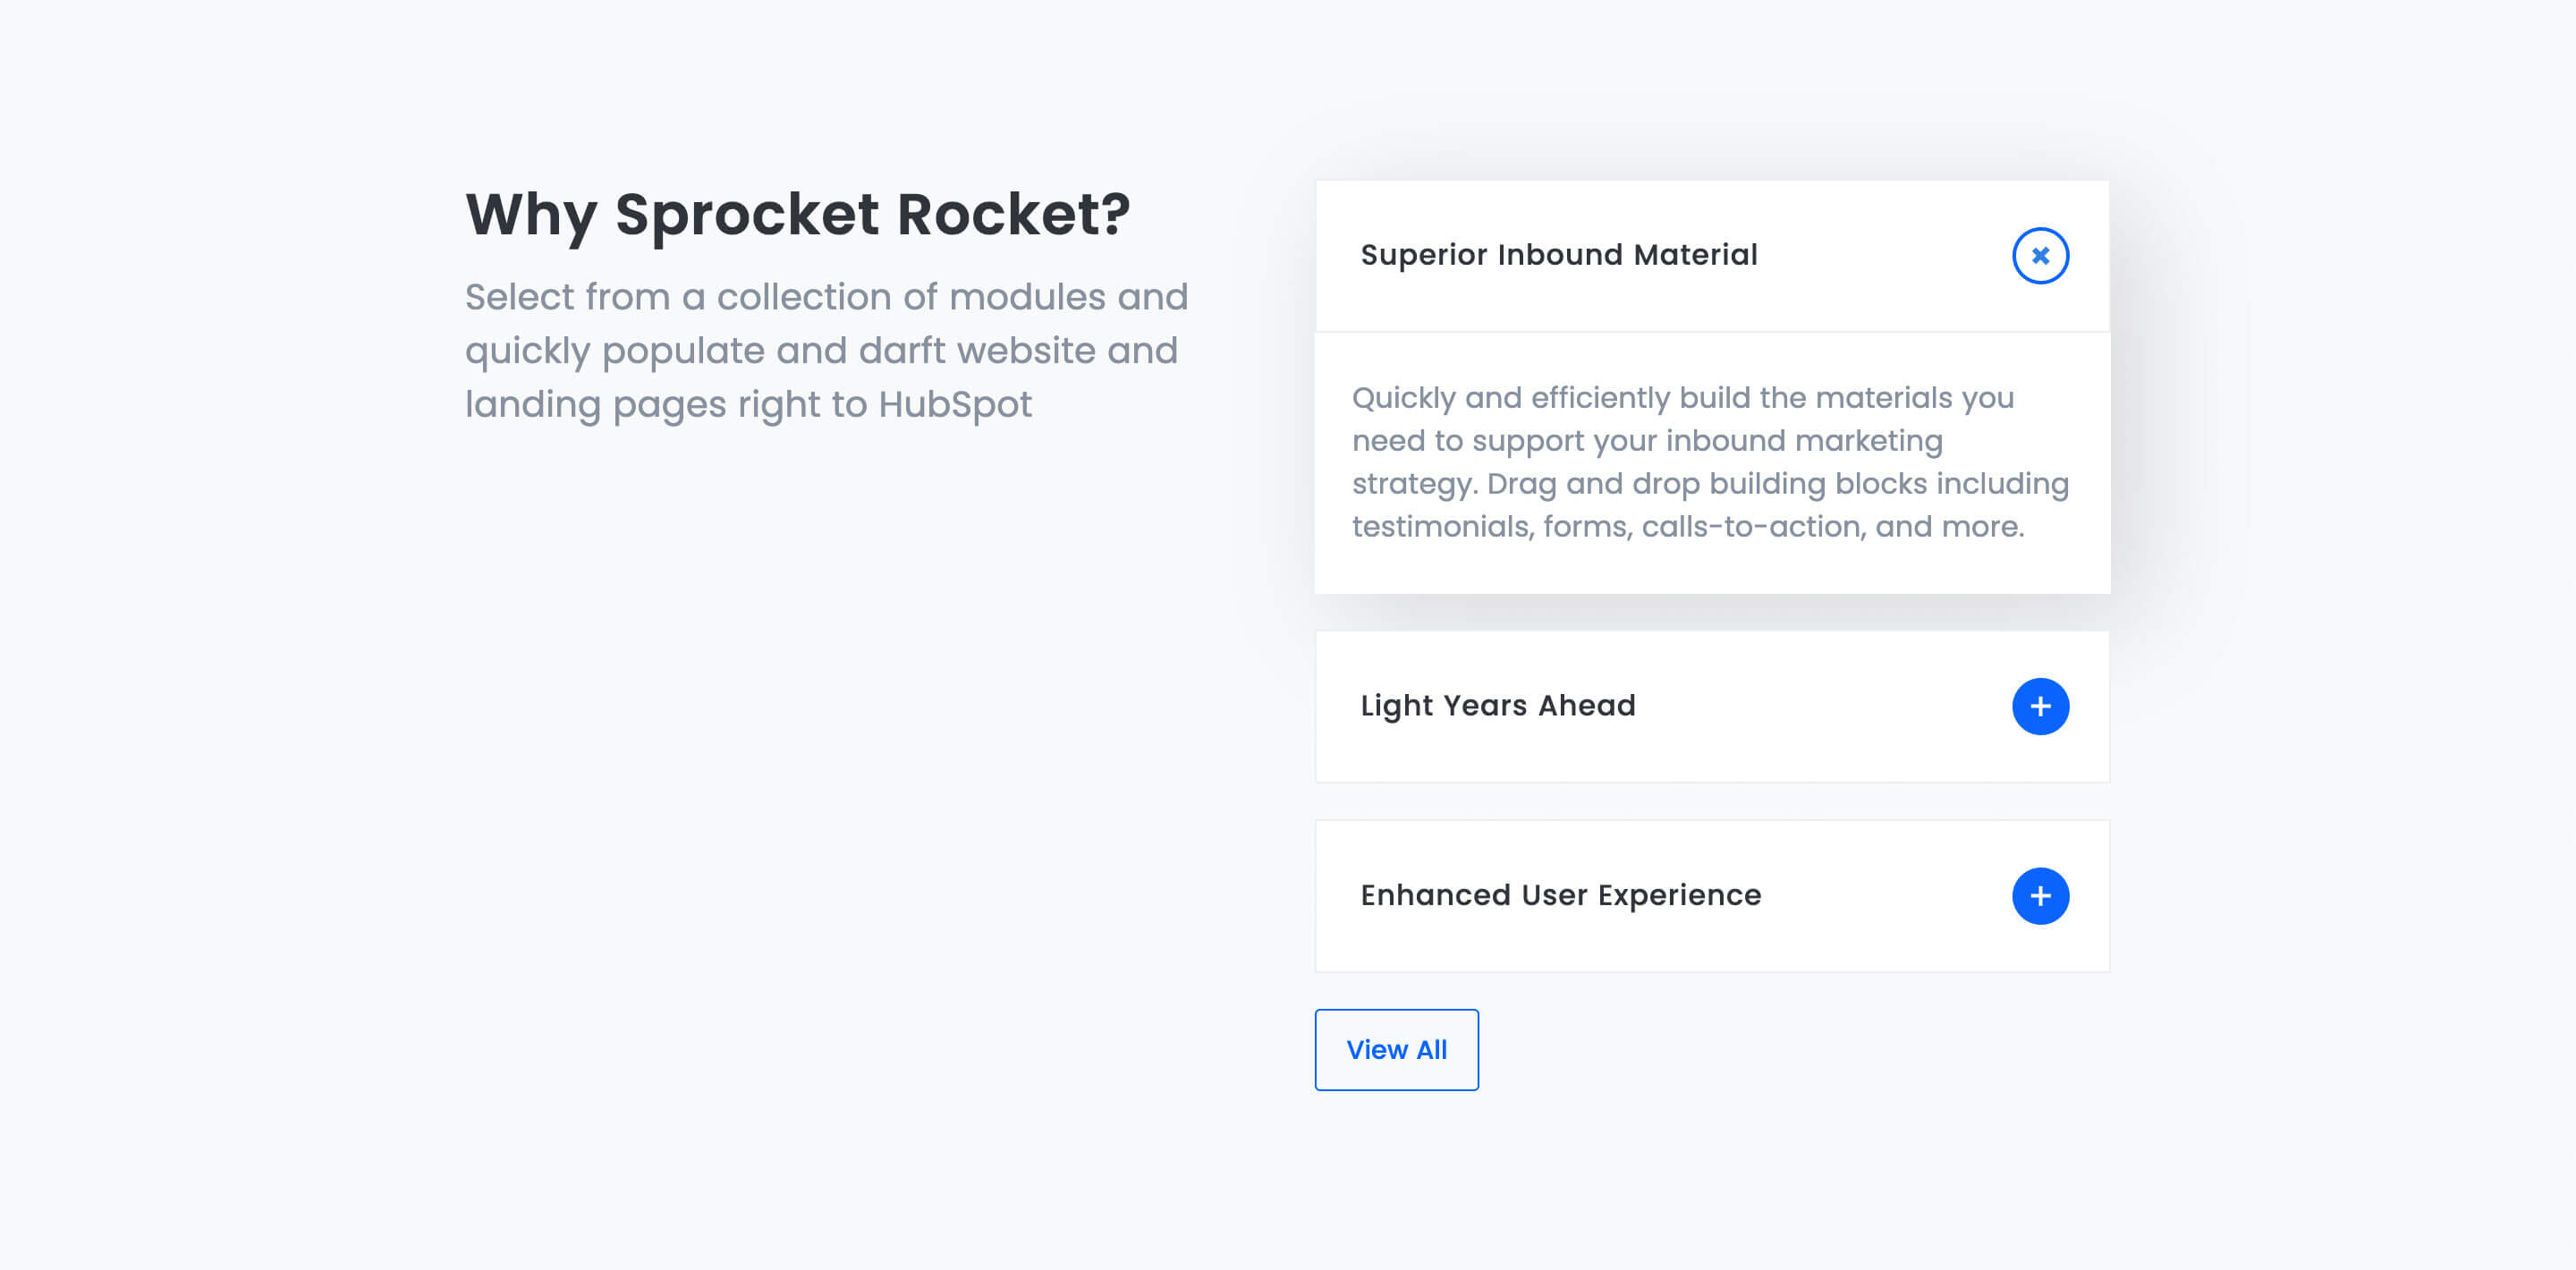 Why Sprocket Rocket?
Select from a collection of modules and
quickly populate and darft website and
landing pages right to HubSpot
Superior Inbound Material
Quickly and efficiently build the materials you
need to support your inbound marketing
strategy. Drag and drop building blocks including
testimonials, forms, calls-to-action, and more.
Light Years Ahead
Enhanced User Experience
View All